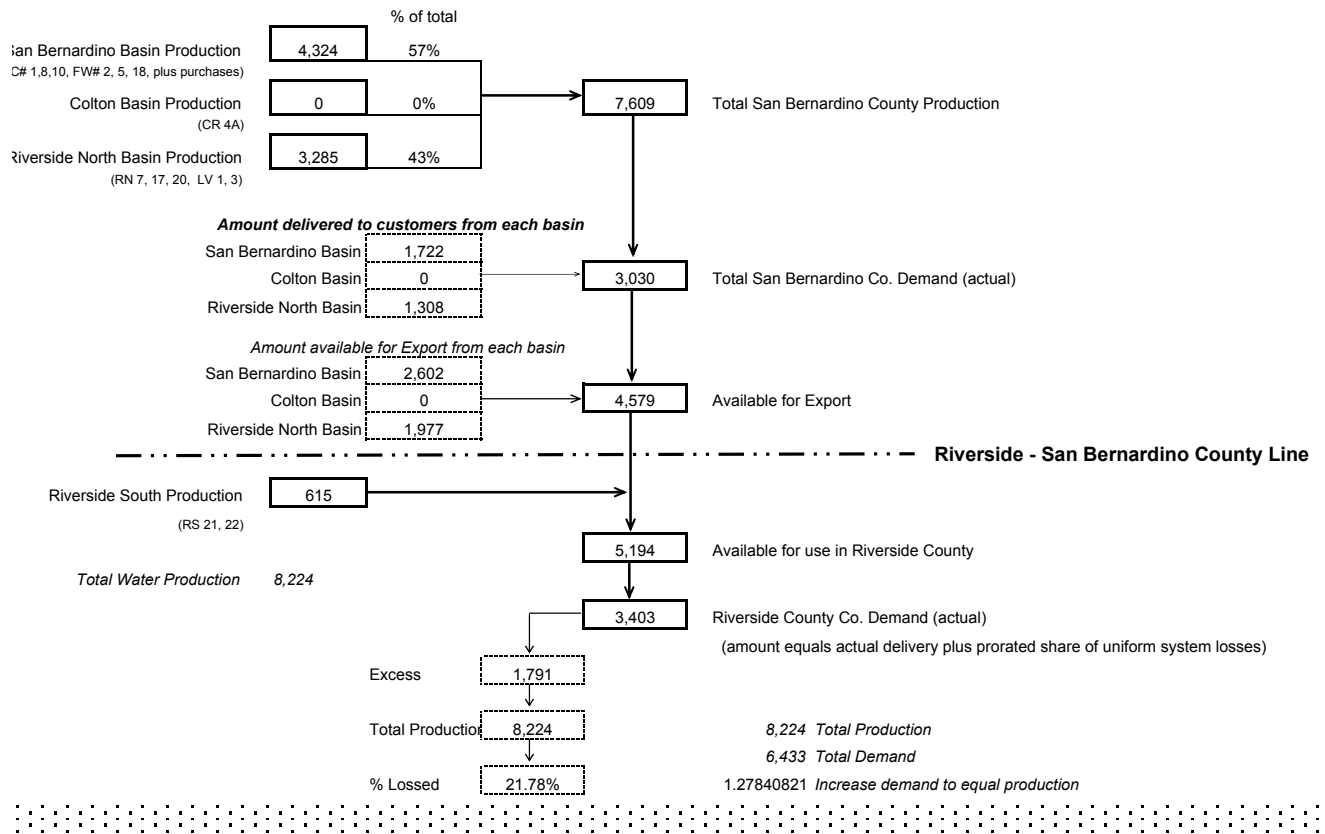 % of total
San Bernardino Basin Production 4,324 57%
C# 1,8,10, FW# 2, 5, 18, plus purchases)
Colton Basin Production 0 0% 7,609 Total San Bernardino County Production
(CR 4A)
Riverside North Basin Production 3,285 43%
(RN 7, 17, 20, LV 1, 3)
Amount delivered to customers from each basin
San Bernardino Basin 1,722
Colton Basin 0 3,030 Total San Bernardino Co. Demand (actual)
Riverside North Basin 1,308
Amount available for Export from each basin
San Bernardino Basin 2,602
Colton Basin 0 4,579 Available for Export
Riverside North Basin 1,977
Riverside - San Bernardino County Line
Riverside South Production 615
(RS 21, 22)
5,194 Available for use in Riverside County
Total Water Production 8,224
3,403 Riverside County Co. Demand (actual)
(amount equals actual delivery plus prorated share of uniform system losses)
Excess 1,791
Total Production 8,224 8,224 Total Production
6,433 Total Demand
% Lossed 21.78% 1.27840821 Increase demand to equal production